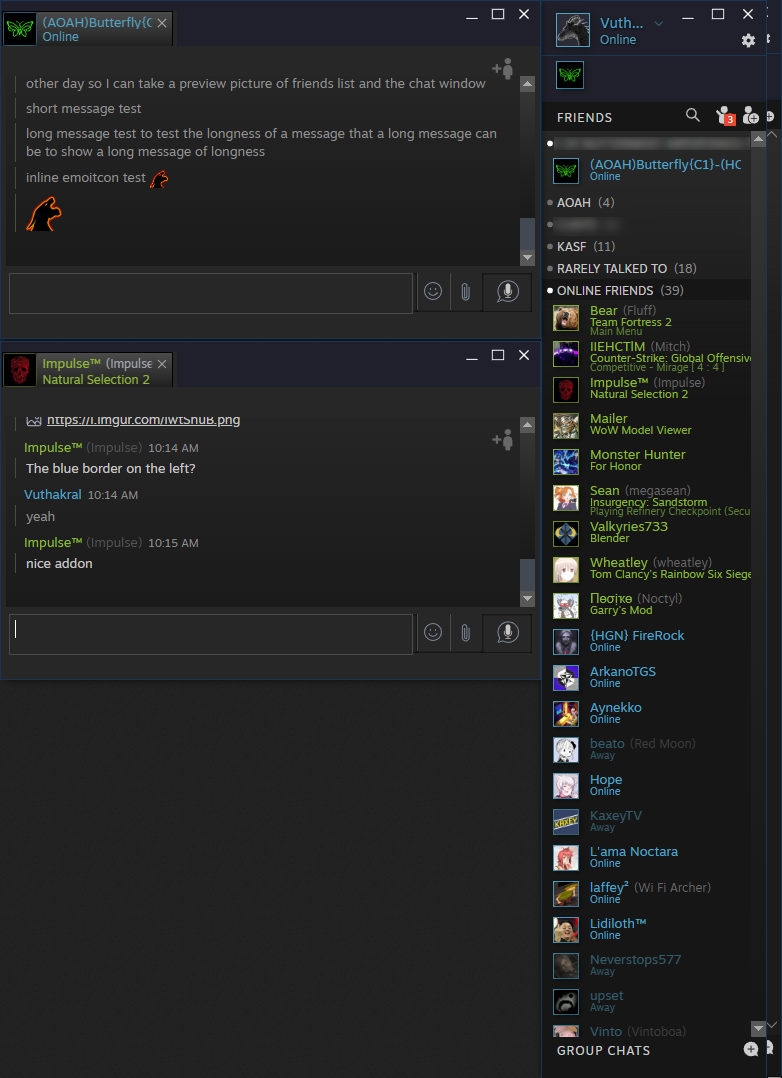 (AOAH)Butterfly{C
Online
other day so I can take a preview picture of friends list and the chat window
short message test
long message test to test the longness of a message that a long message can
be to show a long message of longness
inline emoitcon test
Impulse™ (Impulse
Natural Selection 2
https://i.imgur.com/iwtShuB.png
Impulse™ (Impulse) 10:14 AM
The blue border on the left?
Vuthakral 10:14 AM
yeah
Impulse™ (Impulse) 10:15 AM
nice addon
Vuth...
Online
FRIENDS
3
(AOAH)Butterfly{C1}-(HC
Online
AOAH (4)
KASF (11)
RARELY TALKED TO (18)
ONLINE FRIENDS (39)
Bear (Fluff)
Team Fortress 2
Main Menu
IIEHCTlM (Mitch)
Counter-Strike: Global Offensive
Competitive - Mirage [ 4 : 4 ]
Impulse™ (Impulse)
Natural Selection 2
Mailer
WoW Model Viewer
Monster Hunter
For Honor
Sean (megasean)
Insurgency: Sandstorm
Playing Refinery Checkpoint (Secu
Valkyries733
Blender
Wheatley (wheatley)
Tom Clancy's Rainbow Six Siege
(Noctyl)
Garry's Mod
{HGN} FireRock
Online
ArkanoTGS
Online
Aynekko
Online
beato (Red Moon)
Away
Hope
Online
KAXEY
KaxeyTV
Away
L'ama Noctara
Online
laffey² (Wi Fi Archer)
Online
Lidiloth™
Online
Neverstops577
Away
upset
Away
Vinto (Vintoboa)
GROUP CHATS